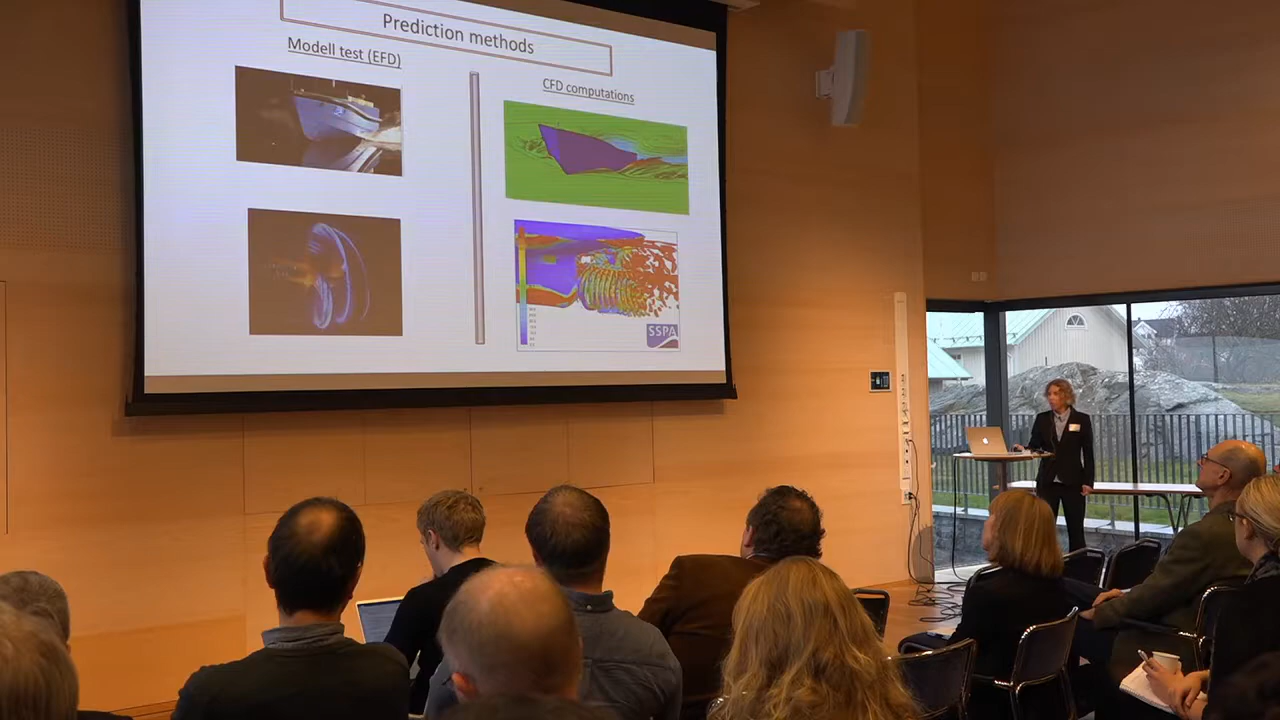 Prediction methods
Modell test (EFD)
CFD computations
SSPA